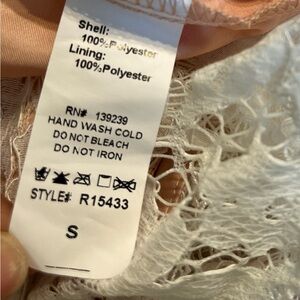 Shell:
100%Polyester
Lining:
100%Polyester
RN# 139239
HAND WASH COLD
DO NOT BLEACH
DO NOT IRON
STYLE# R15433
S